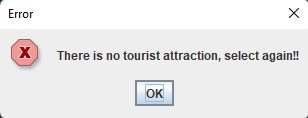 Error
There is no tourist attraction, select again!!
OK